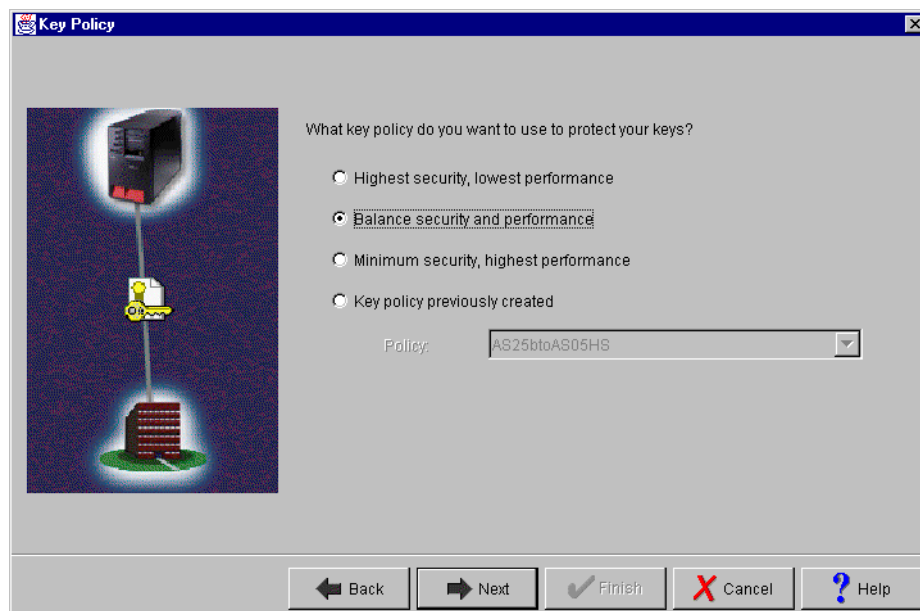 Key Policy
What key policy do you want to use to protect your keys?
Highest security, lowest performance
Balance security and performance
Minimum security, highest performance
Key policy previously created
Policy: AS25btoAS05HS
Back Next Finish Cancel Help